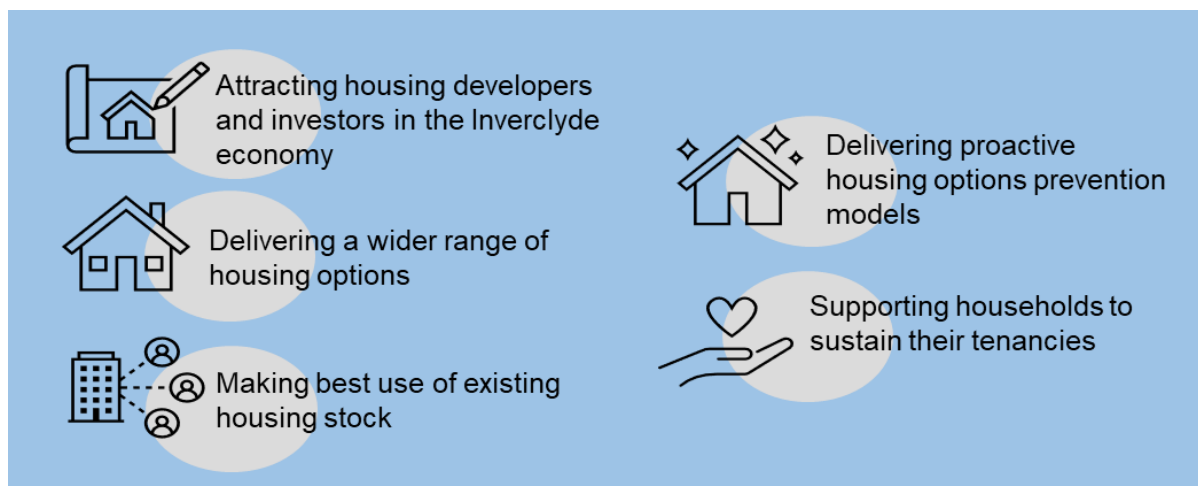 Attracting housing developers
and investors in the Inverclyde
economy
Delivering a wider range of
housing options
Making best use of existing
housing stock
Delivering proactive
housing options prevention
models
Supporting households to
sustain their tenancies